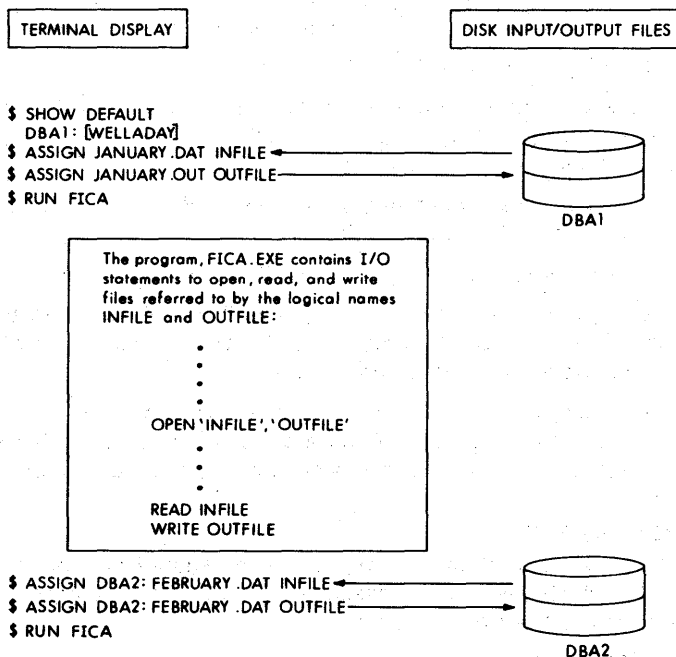 TERMINAL DISPLAY
DISK INPUT/OUTPUT FILES
$ SHOW DEFAULT
DBA1: [WELLADAY]
$ ASSIGN JANUARY.DAT INFILE
$ ASSIGN JANUARY.OUT OUTFILE
$ RUN FICA
DBA1
The program, FICA.EXE contains I/O
statements to open, read, and write
files referred to by the logical names
INFILE and OUTFILE:
OPEN 'INFILE', 'OUTFILE'
READ INFILE
WRITE OUTFILE
$ ASSIGN DBA2: FEBRUARY .DAT INFILE
$ ASSIGN DBA2: FEBRUARY .DAT OUTFILE
$ RUN FICA
DBA2